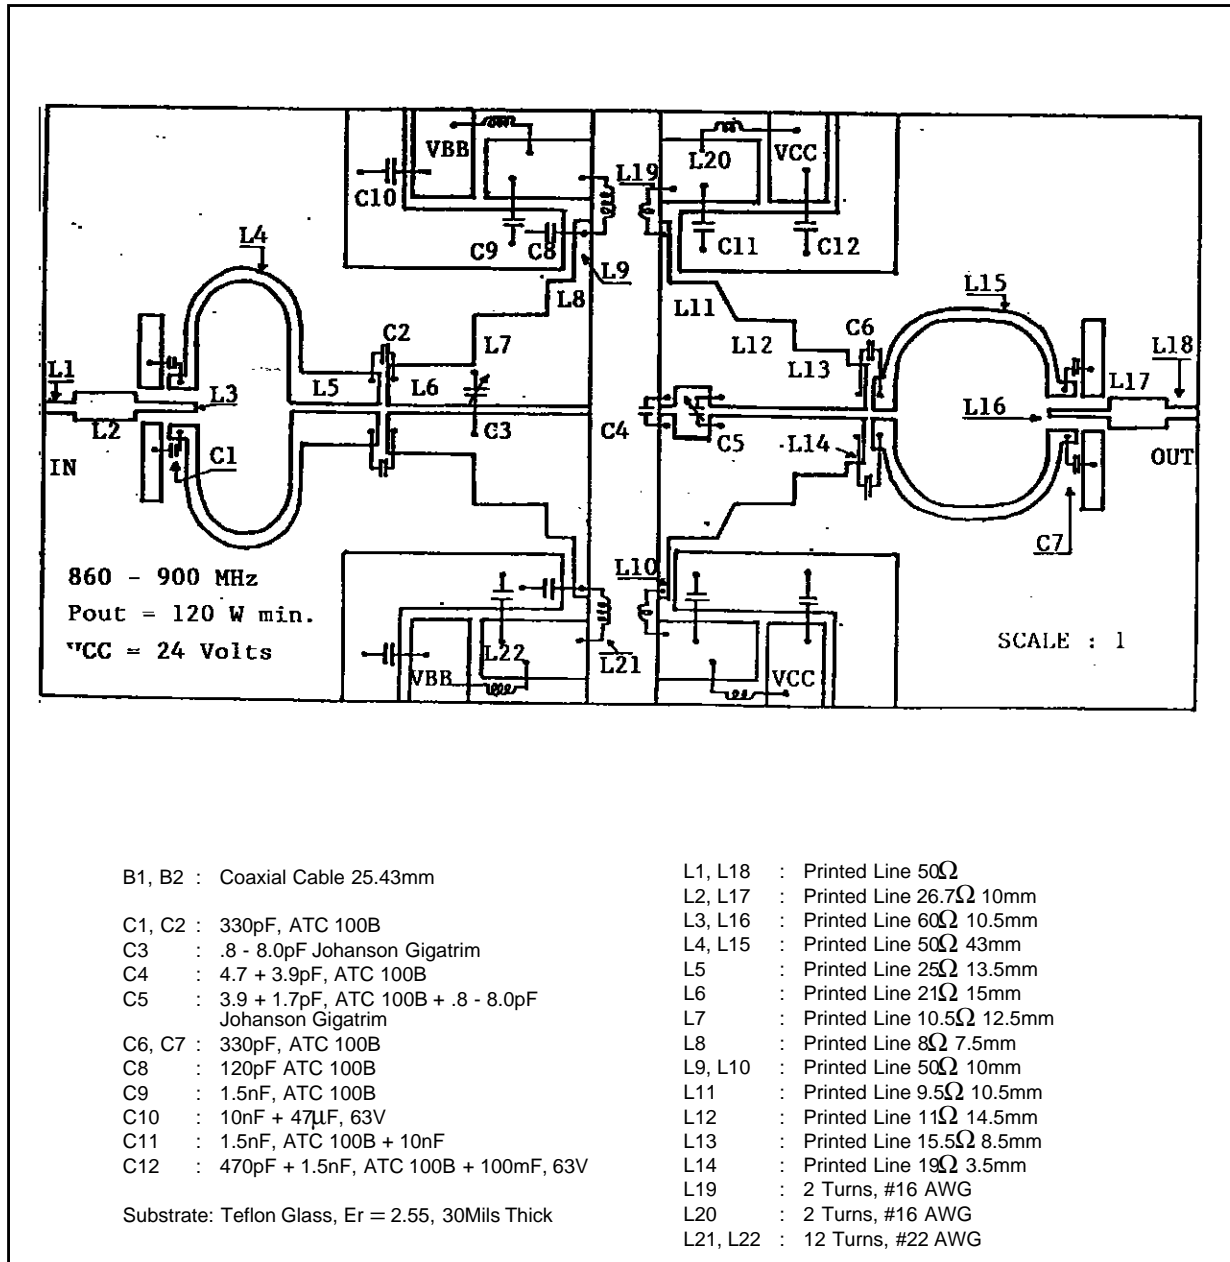 VBB
L19
L20
VCC
C10
L4
C9
C8
C11
C12
L9
L8
L11
L15
C2
L7
L12
C6
L18
L1
L5
L6
L13
L17
L3
L2
C3
C4
C5
L16
L14
IN
C1
OUT
C7
L10
860 - 900 MHz
Pout = 120 W min.
"CC = 24 Volts
SCALE : 1
L22
L21
VBB
VCC
B1, B2 : Coaxial Cable 25.43mm
C1, C2 : 330pF, ATC 100B
C3 : .8 - 8.0pF Johanson Gigatrim
C4 : 4.7 + 3.9pF, ATC 100B
C5 : 3.9 + 1.7pF, ATC 100B + .8 - 8.0pF
Johanson Gigatrim
C6, C7 : 330pF, ATC 100B
C8 : 120pF ATC 100B
C9 : 1.5nF, ATC 100B
C10 : 10nF + 47μF, 63V
C11 : 1.5nF, ATC 100B + 10nF
C12 : 470pF + 1.5nF, ATC 100B + 100mF, 63V
Substrate: Teflon Glass, Er = 2.55, 30Mils Thick
L1, L18 : Printed Line 50Ω
L2, L17 : Printed Line 26.7Ω 10mm
L3, L16 : Printed Line 60Ω 10.5mm
L4, L15 : Printed Line 50Ω 43mm
L5 : Printed Line 25Ω 13.5mm
L6 : Printed Line 21Ω 15mm
L7 : Printed Line 10.5Ω 12.5mm
L8 : Printed Line 8Ω 7.5mm
L9, L10 : Printed Line 50Ω 10mm
L11 : Printed Line 9.5Ω 10.5mm
L12 : Printed Line 11Ω 14.5mm
L13 : Printed Line 15.5Ω 8.5mm
L14 : Printed Line 19Ω 3.5mm
L19 : 2 Turns, #16 AWG
L20 : 2 Turns, #16 AWG
L21, L22 : 12 Turns, #22 AWG